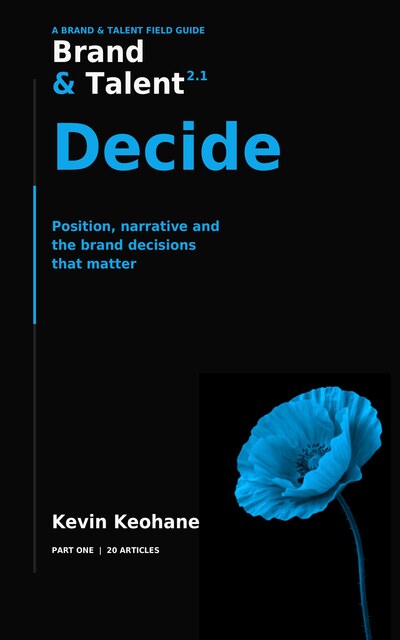 A BRAND & TALENT FIELD GUIDE
Brand
& Talent2.1
Decide
Position, narrative and
the brand decisions
that matter
Kevin Keohane
PART ONE | 20 ARTICLES